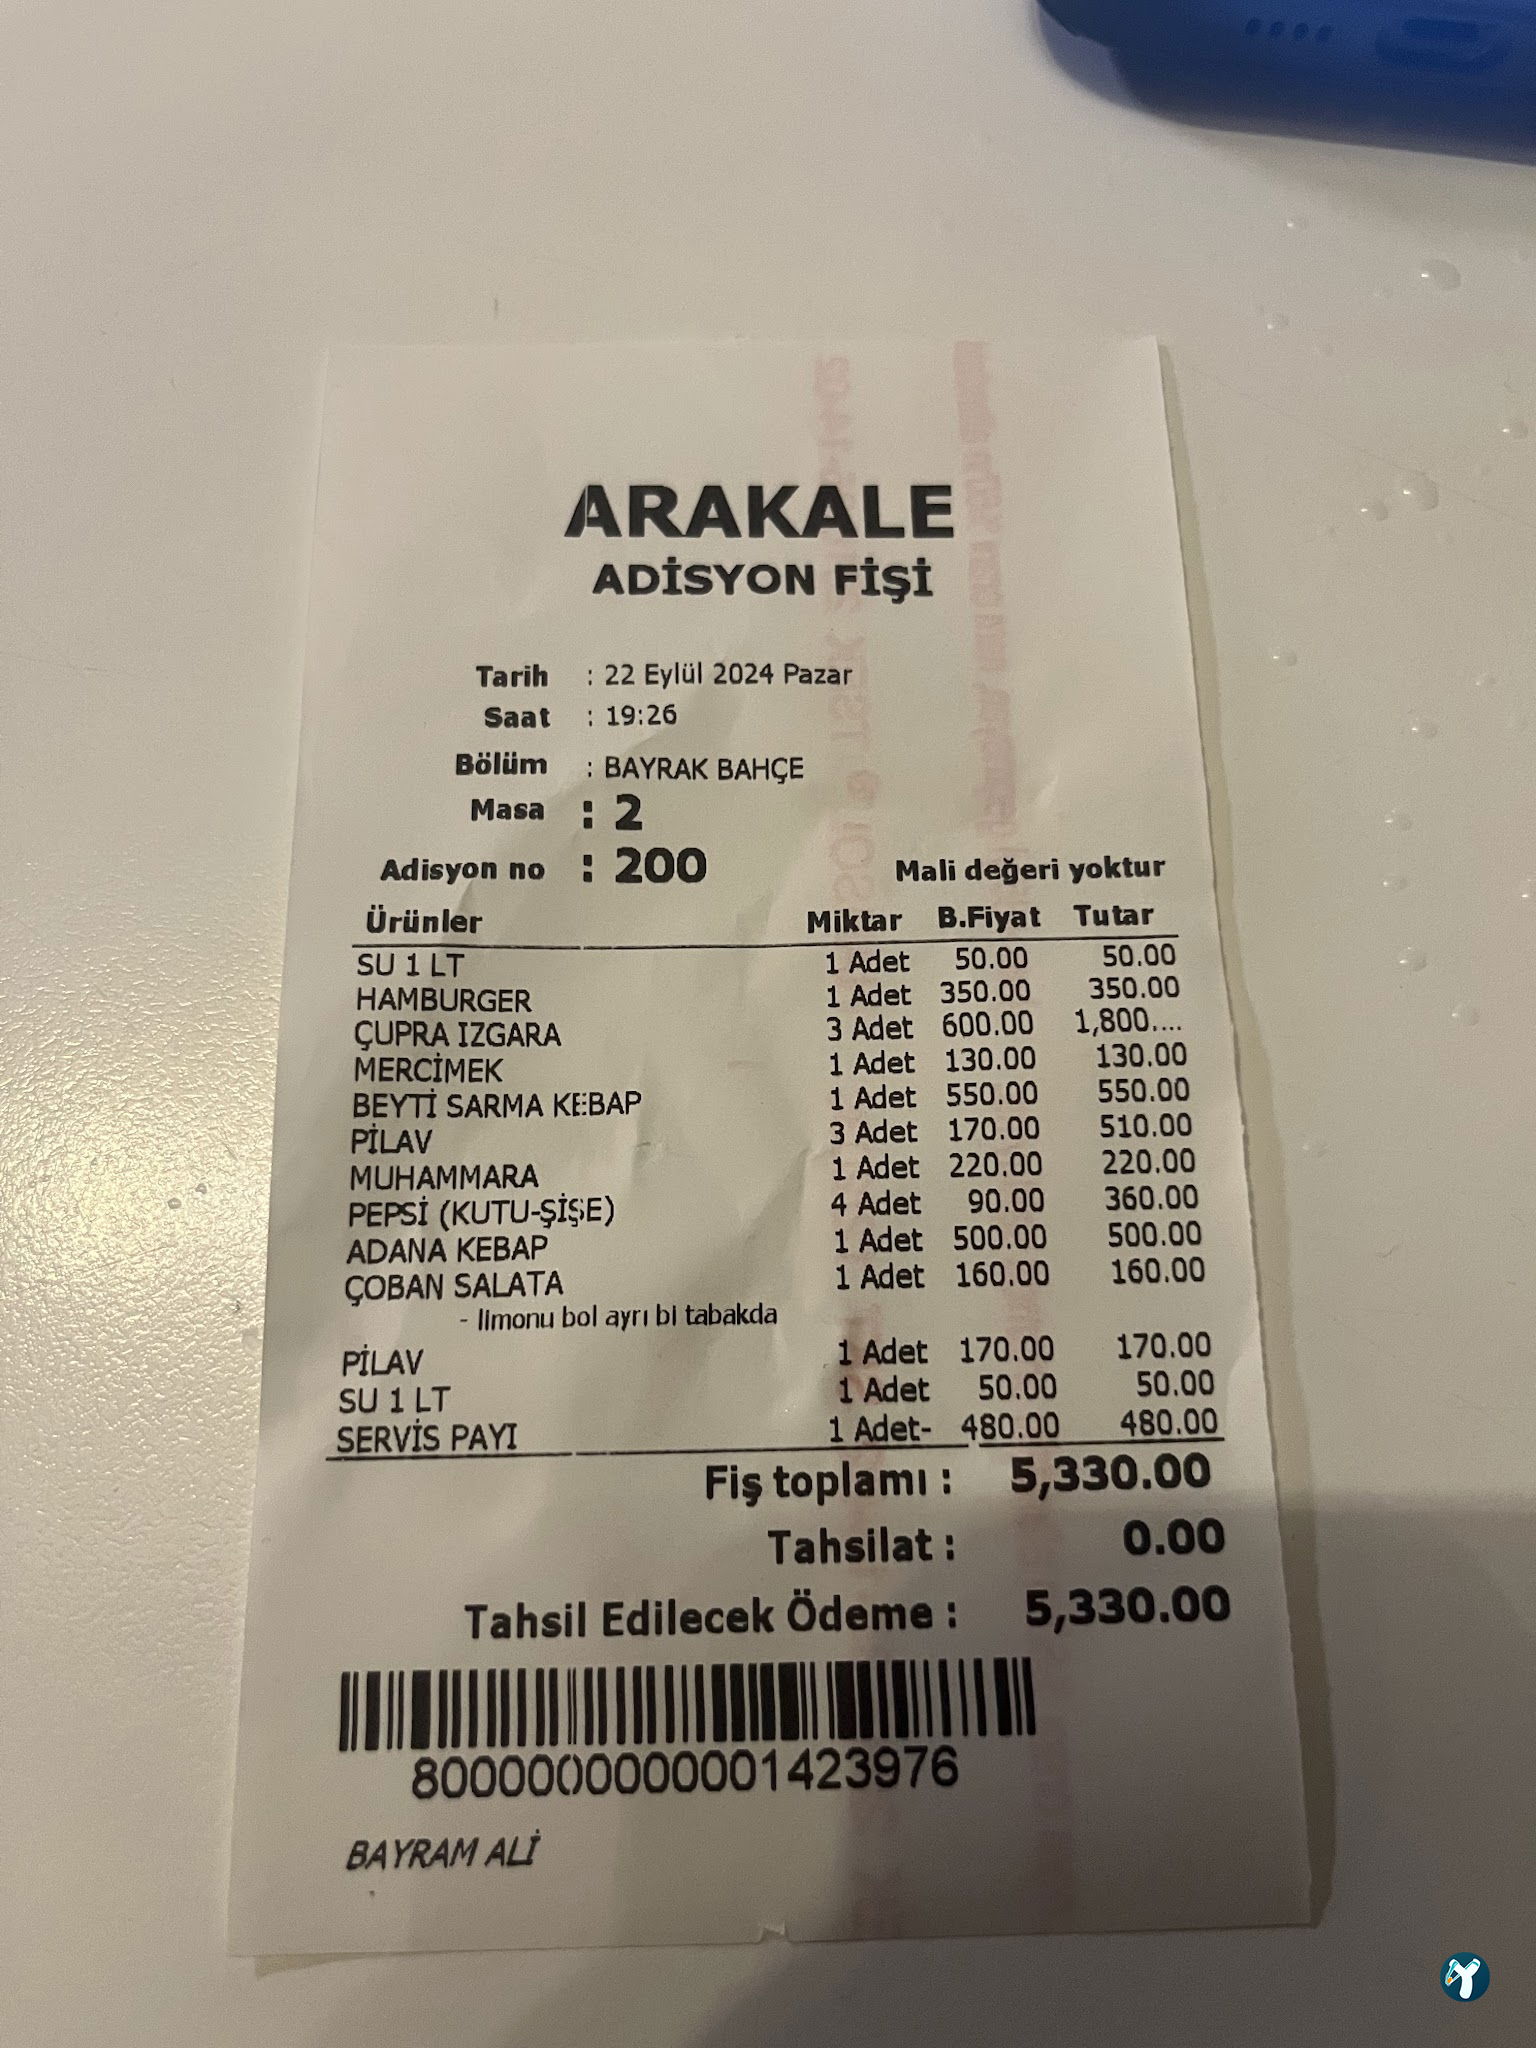 ARAKALE
ADİSYON FİŞİ
Tarih : 22 Eylül 2024 Pazar
Saat : 19:26
Bölüm : BAYRAK BAHÇE
Masa : 2
Adisyon no : 200 Mali değeri yoktur
Ürünler Miktar B.Fiyat Tutar
SU 1 LT 1 Adet 50.00 50.00
HAMBURGER 1 Adet 350.00 350.00
ÇUPRA IZGARA 3 Adet 600.00 1,800....
MERCİMEK 1 Adet 130.00 130.00
BEYTİ SARMA KEBAP 1 Adet 550.00 550.00
PİLAV 3 Adet 170.00 510.00
MUHAMMARA 1 Adet 220.00 220.00
PEPSİ (KUTU-ŞİŞE) 4 Adet 90.00 360.00
ADANA KEBAP 1 Adet 500.00 500.00
ÇOBAN SALATA 1 Adet 160.00 160.00
- limonu bol ayrı bi tabakda
PİLAV 1 Adet 170.00 170.00
SU 1 LT 1 Adet 50.00 50.00
SERVİS PAYI 1 Adet- 480.00 480.00
Fiş toplamı : 5,330.00
Tahsilat : 0.00
Tahsil Edilecek Ödeme : 5,330.00
BAYRAM ALİ